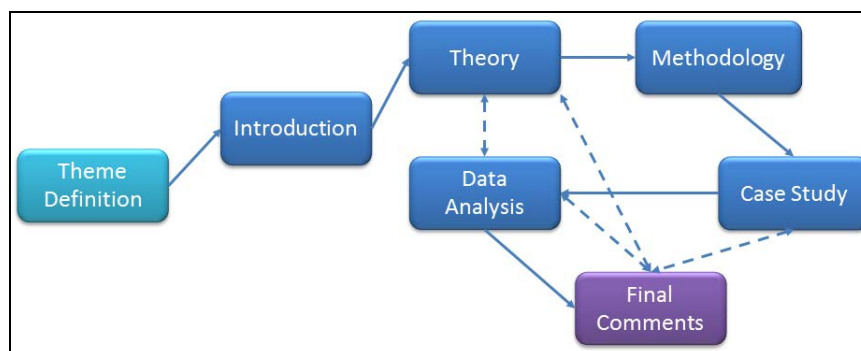 Theme
Definition
Introduction
Theory
Methodology
Case Study
Data
Analysis
Final
Comments